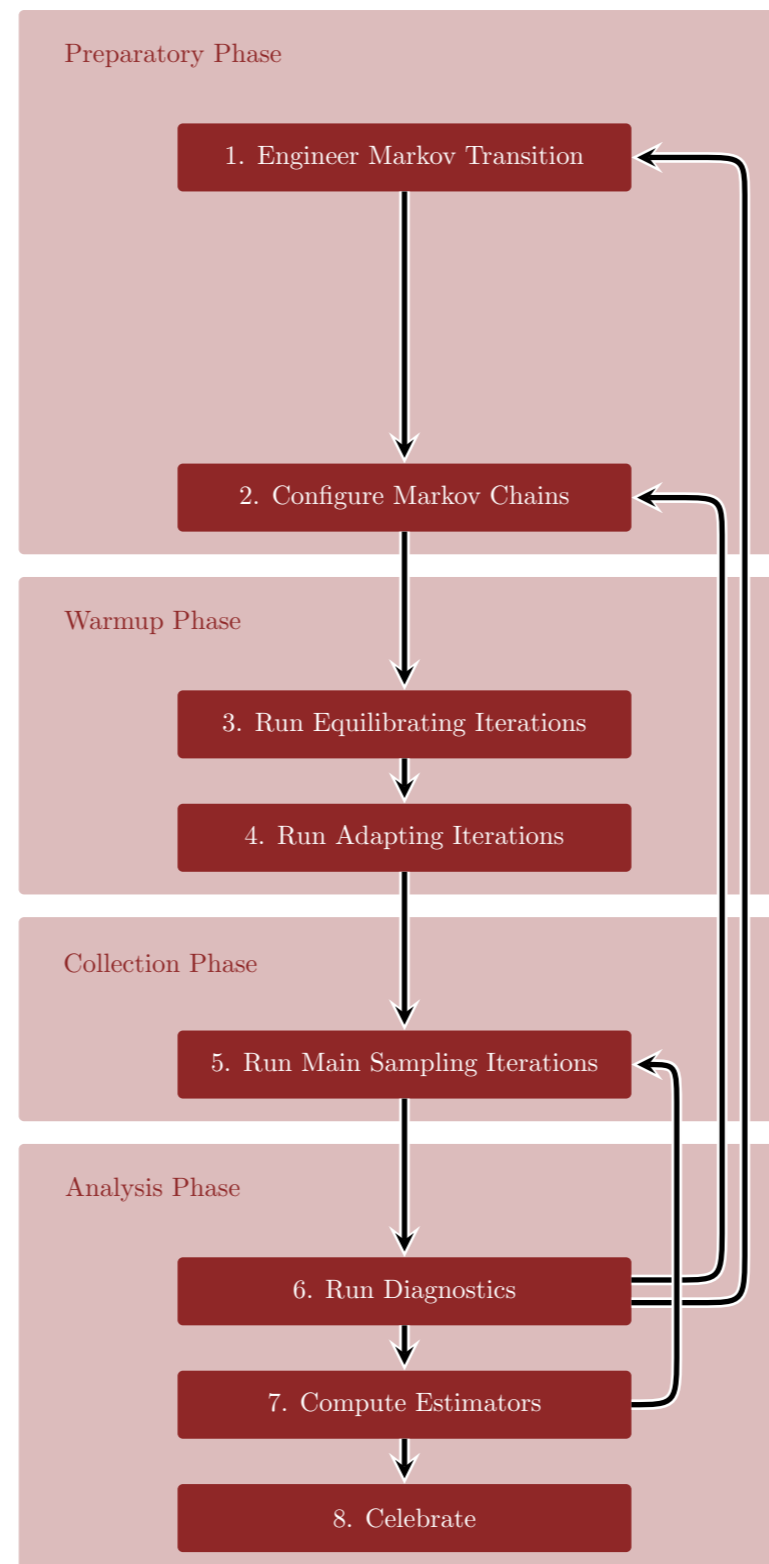 Preparatory Phase
1. Engineer Markov Transition
2. Configure Markov Chains
Warmup Phase
3. Run Equilibrating Iterations
4. Run Adapting Iterations
Collection Phase
5. Run Main Sampling Iterations
Analysis Phase
6. Run Diagnostics
7. Compute Estimators
8. Celebrate